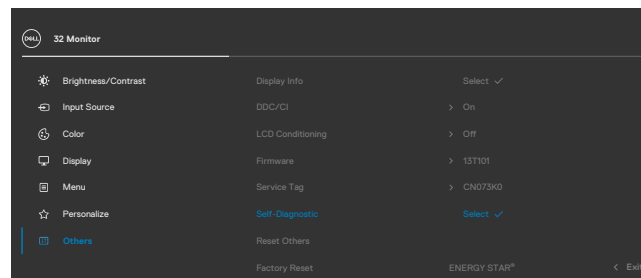 DELL
32 Monitor
Brightness/Contrast Display Info Select ✓
Input Source DDC/CI > On
Color LCD Conditioning > Off
Display Firmware > 13T101
Menu Service Tag > CN073K0
Personalize Self-Diagnostic Select ✓
Others Reset Others
Factory Reset ENERGY STAR® < Exit